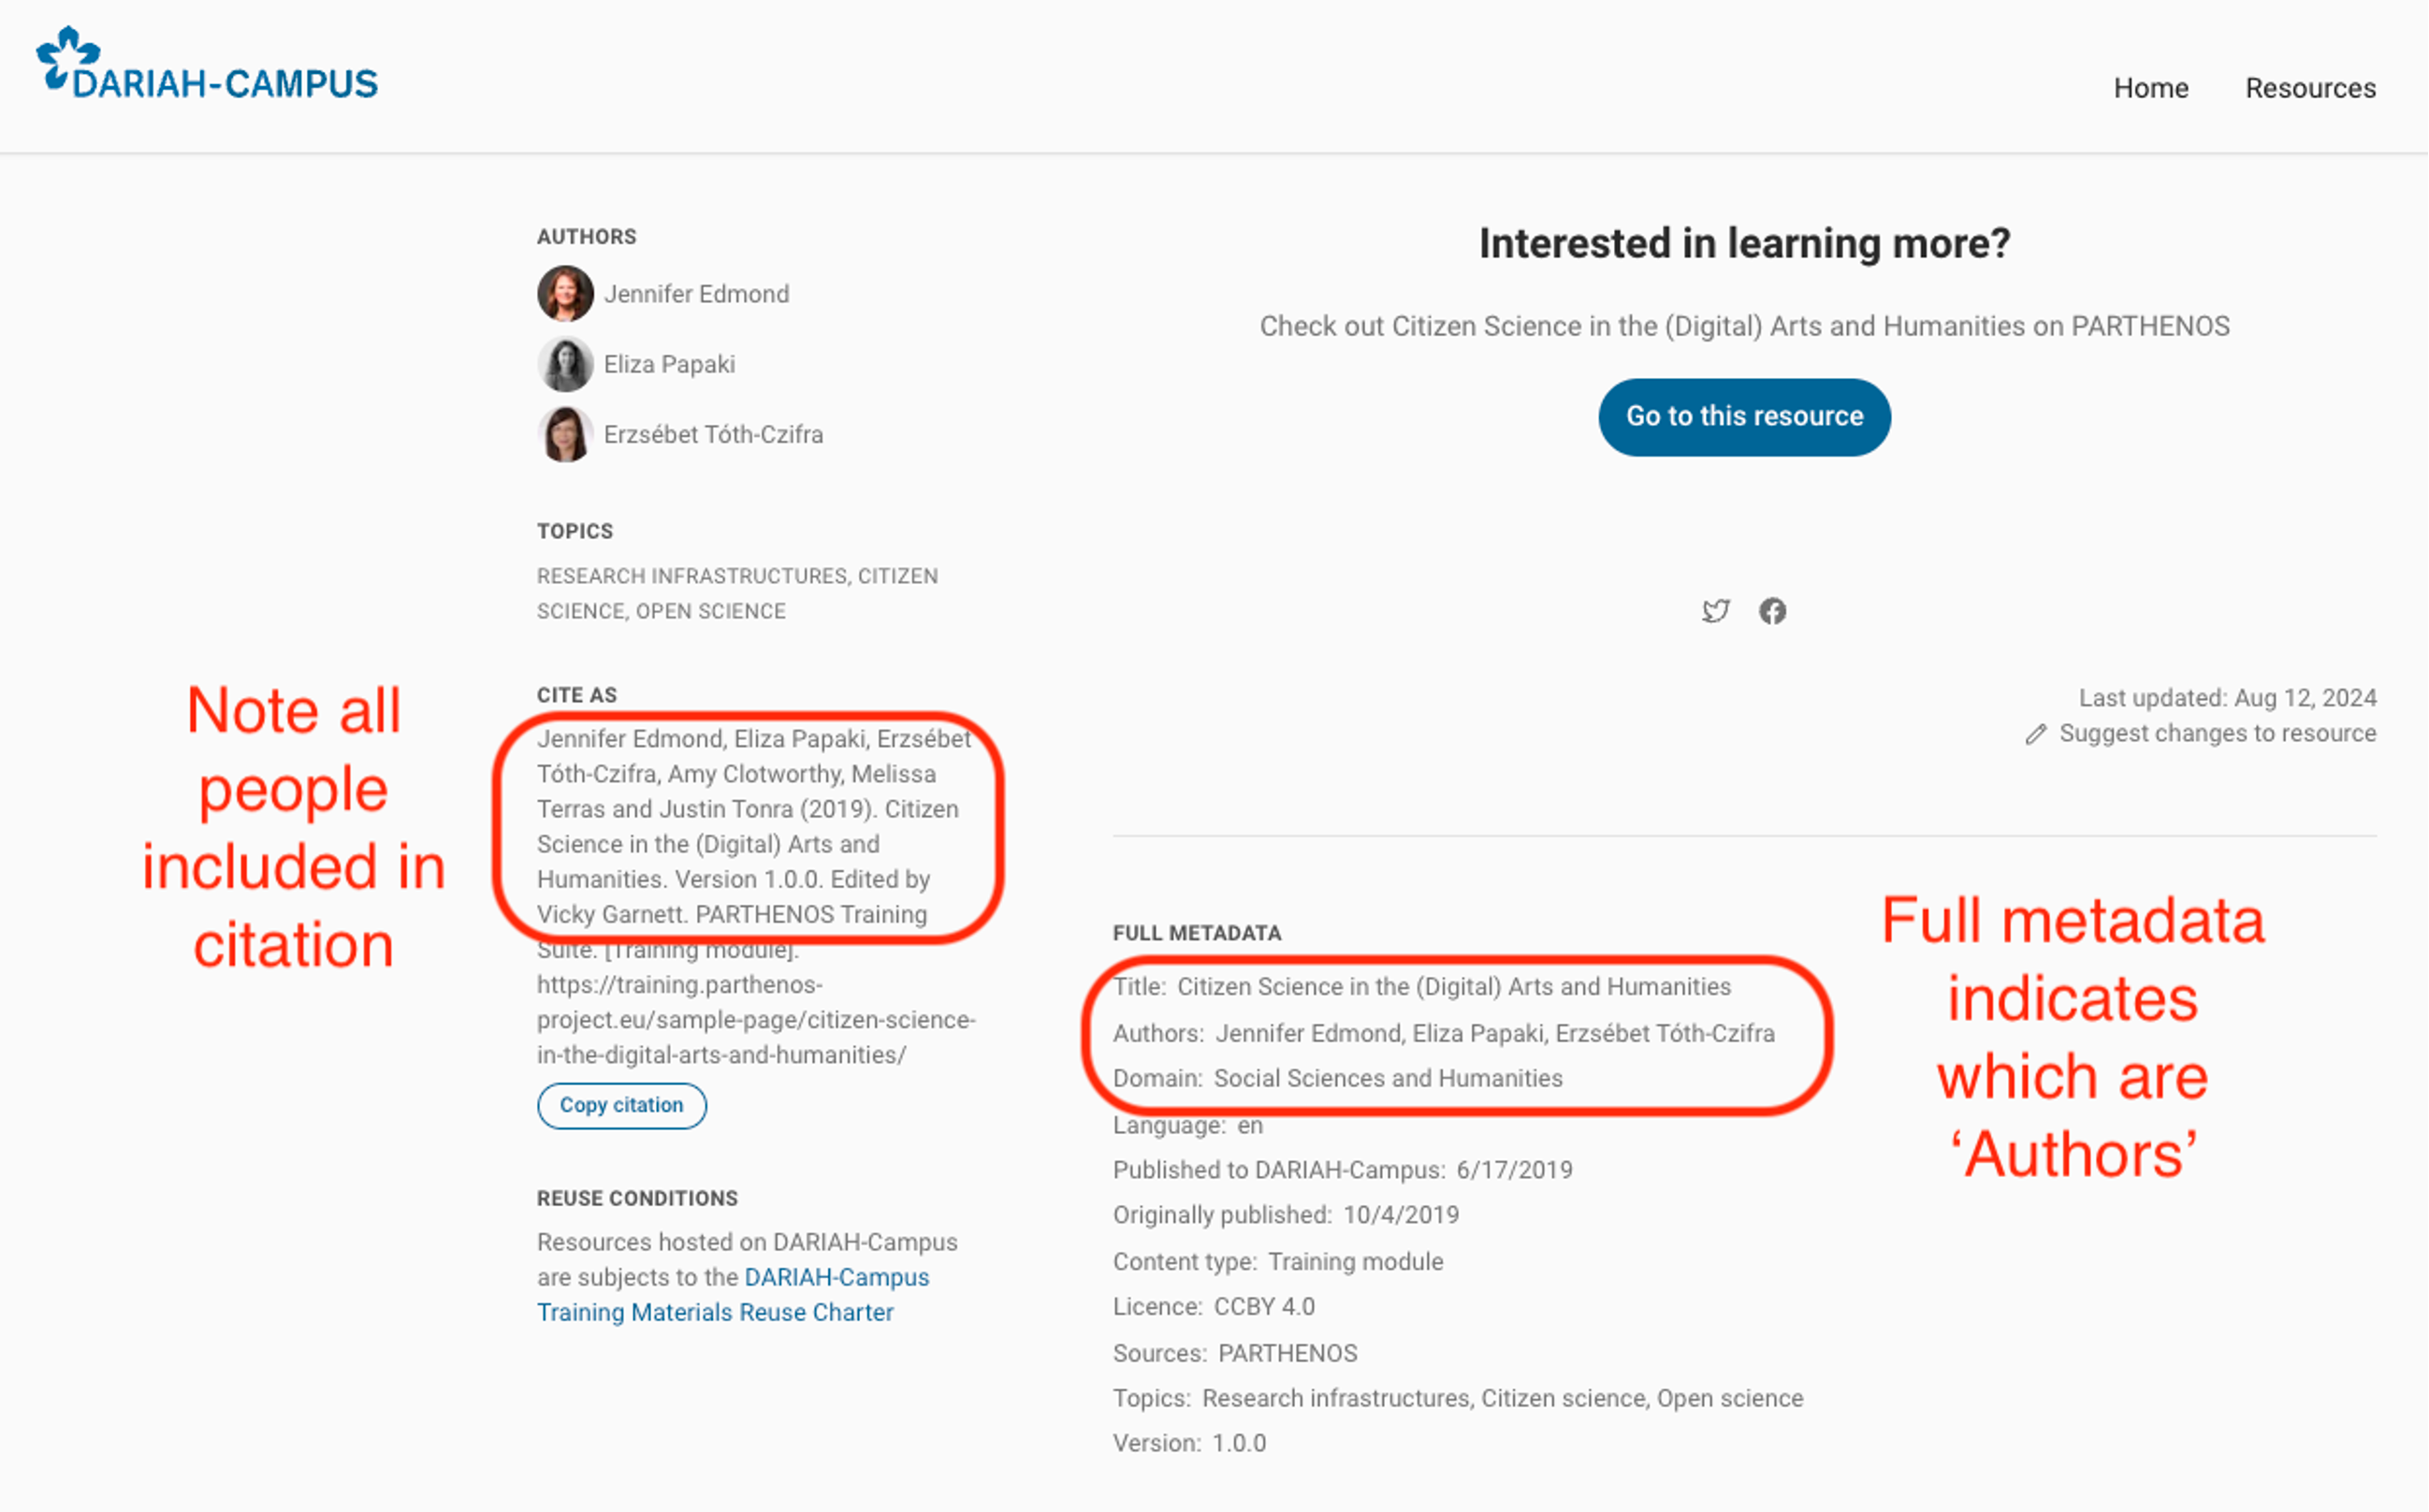 DARIAH-CAMPUS
Home
Resources
AUTHORS
Jennifer Edmond
Eliza Papaki
Erzsébet Tóth-Czifra
TOPICS
RESEARCH INFRASTRUCTURES, CITIZEN
SCIENCE, OPEN SCIENCE
Note all
people
included in
citation
CITE AS
Jennifer Edmond, Eliza Papaki, Erzsébet
Tóth-Czifra, Amy Clotworthy, Melissa
Terras and Justin Tonra (2019). Citizen
Science in the (Digital) Arts and
Humanities. Version 1.0.0. Edited by
Vicky Garnett. PARTHENOS Training
Suite. [Training module].
https://training.parthenos-
project.eu/sample-page/citizen-science-
in-the-digital-arts-and-humanities/
Copy citation
REUSE CONDITIONS
Resources hosted on DARIAH-Campus
are subjects to the DARIAH-Campus
Training Materials Reuse Charter
Interested in learning more?
Check out Citizen Science in the (Digital) Arts and Humanities on PARTHENOS
Go to this resource
Last updated: Aug 12, 2024
Suggest changes to resource
FULL METADATA
Title: Citizen Science in the (Digital) Arts and Humanities
Authors: Jennifer Edmond, Eliza Papaki, Erzsébet Tóth-Czifra
Domain: Social Sciences and Humanities
Language: en
Published to DARIAH-Campus: 6/17/2019
Originally published: 10/4/2019
Content type: Training module
Licence: CCBY 4.0
Sources: PARTHENOS
Topics: Research infrastructures, Citizen science, Open science
Version: 1.0.0
Full metadata
indicates
which are
‘Authors’